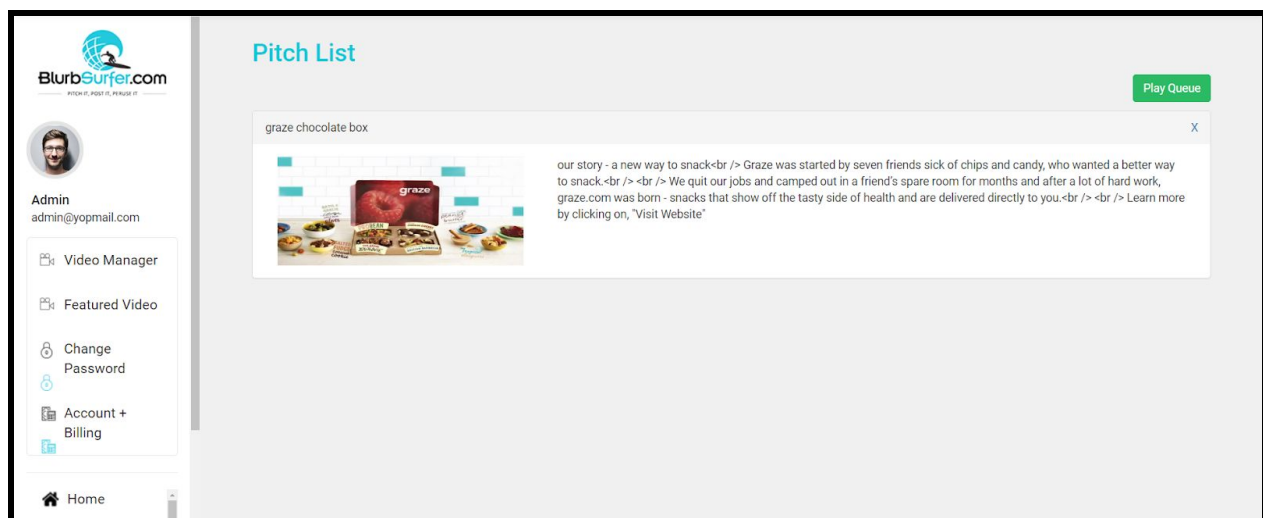 BlurbSurfer.com
PITCH IT, POST IT, PERUSE IT
Admin
admin@yopmail.com
Video Manager
Featured Video
Change
Password
Account +
Billing
Home
Pitch List
Play Queue
graze chocolate box
X
graze
our story - a new way to snack<br /> Graze was started by seven friends sick of chips and candy, who wanted a better way
to snack.<br /> <br /> We quit our jobs and camped out in a friend's spare room for months and after a lot of hard work,
graze.com was born - snacks that show off the tasty side of health and are delivered directly to you.<br /> <br /> Learn more
by clicking on, "Visit Website"